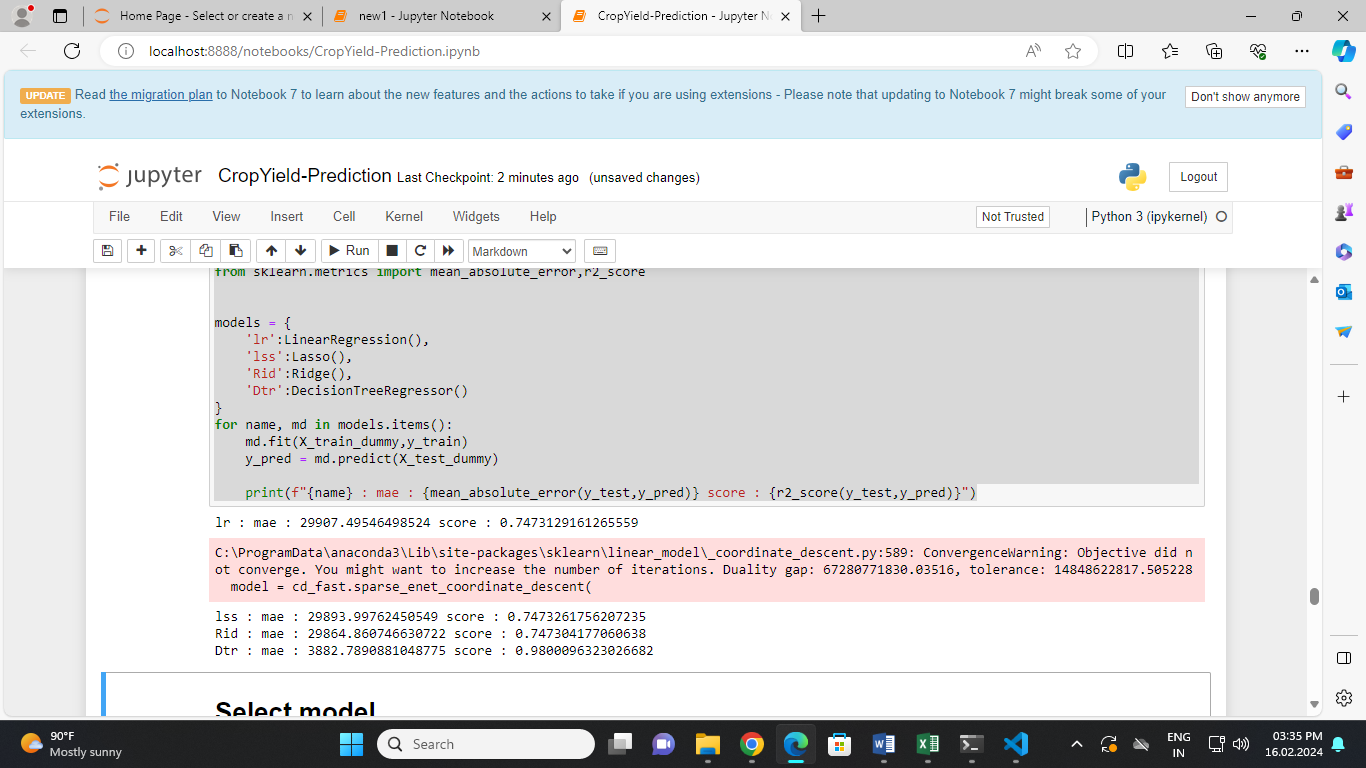 Home Page - Select or create a n
new1 - Jupyter Notebook
CropYield-Prediction - Jupyter N
localhost:8888/notebooks/CropYield-Prediction.ipynb
UPDATE Read the migration plan to Notebook 7 to learn about the new features and the actions to take if you are using extensions - Please note that updating to Notebook 7 might break some of your
extensions.
Don't show anymore
jupyter CropYield-Prediction Last Checkpoint: 2 minutes ago (unsaved changes)
Logout
File Edit View Insert Cell Kernel Widgets Help
Not Trusted
Python 3 (ipykernel)
Run
Markdown
from sklearn.metrics import mean_absolute_error,r2_score
models = {
    'lr':LinearRegression(),
    'lss':Lasso(),
    'Rid':Ridge(),
    'Dtr':DecisionTreeRegressor()
}
for name, md in models.items():
    md.fit(X_train_dummy,y_train)
    y_pred = md.predict(X_test_dummy)
    print(f"{name} : mae : {mean_absolute_error(y_test,y_pred)} score : {r2_score(y_test,y_pred)}")
lr : mae : 29907.49546498524 score : 0.7473129161265559
C:\ProgramData\anaconda3\Lib\site-packages\sklearn\linear_model\_coordinate_descent.py:589: ConvergenceWarning: Objective did n
ot converge. You might want to increase the number of iterations. Duality gap: 67280771830.03516, tolerance: 14848622817.505228
  model = cd_fast.sparse_enet_coordinate_descent(
lss : mae : 29893.99762450549 score : 0.7473261756207235
Rid : mae : 29864.860746630722 score : 0.747304177060638
Dtr : mae : 3882.7890881048775 score : 0.9800096323026682
Select model
90°F
Mostly sunny
Search
ENG
IN
03:35 PM
16.02.2024